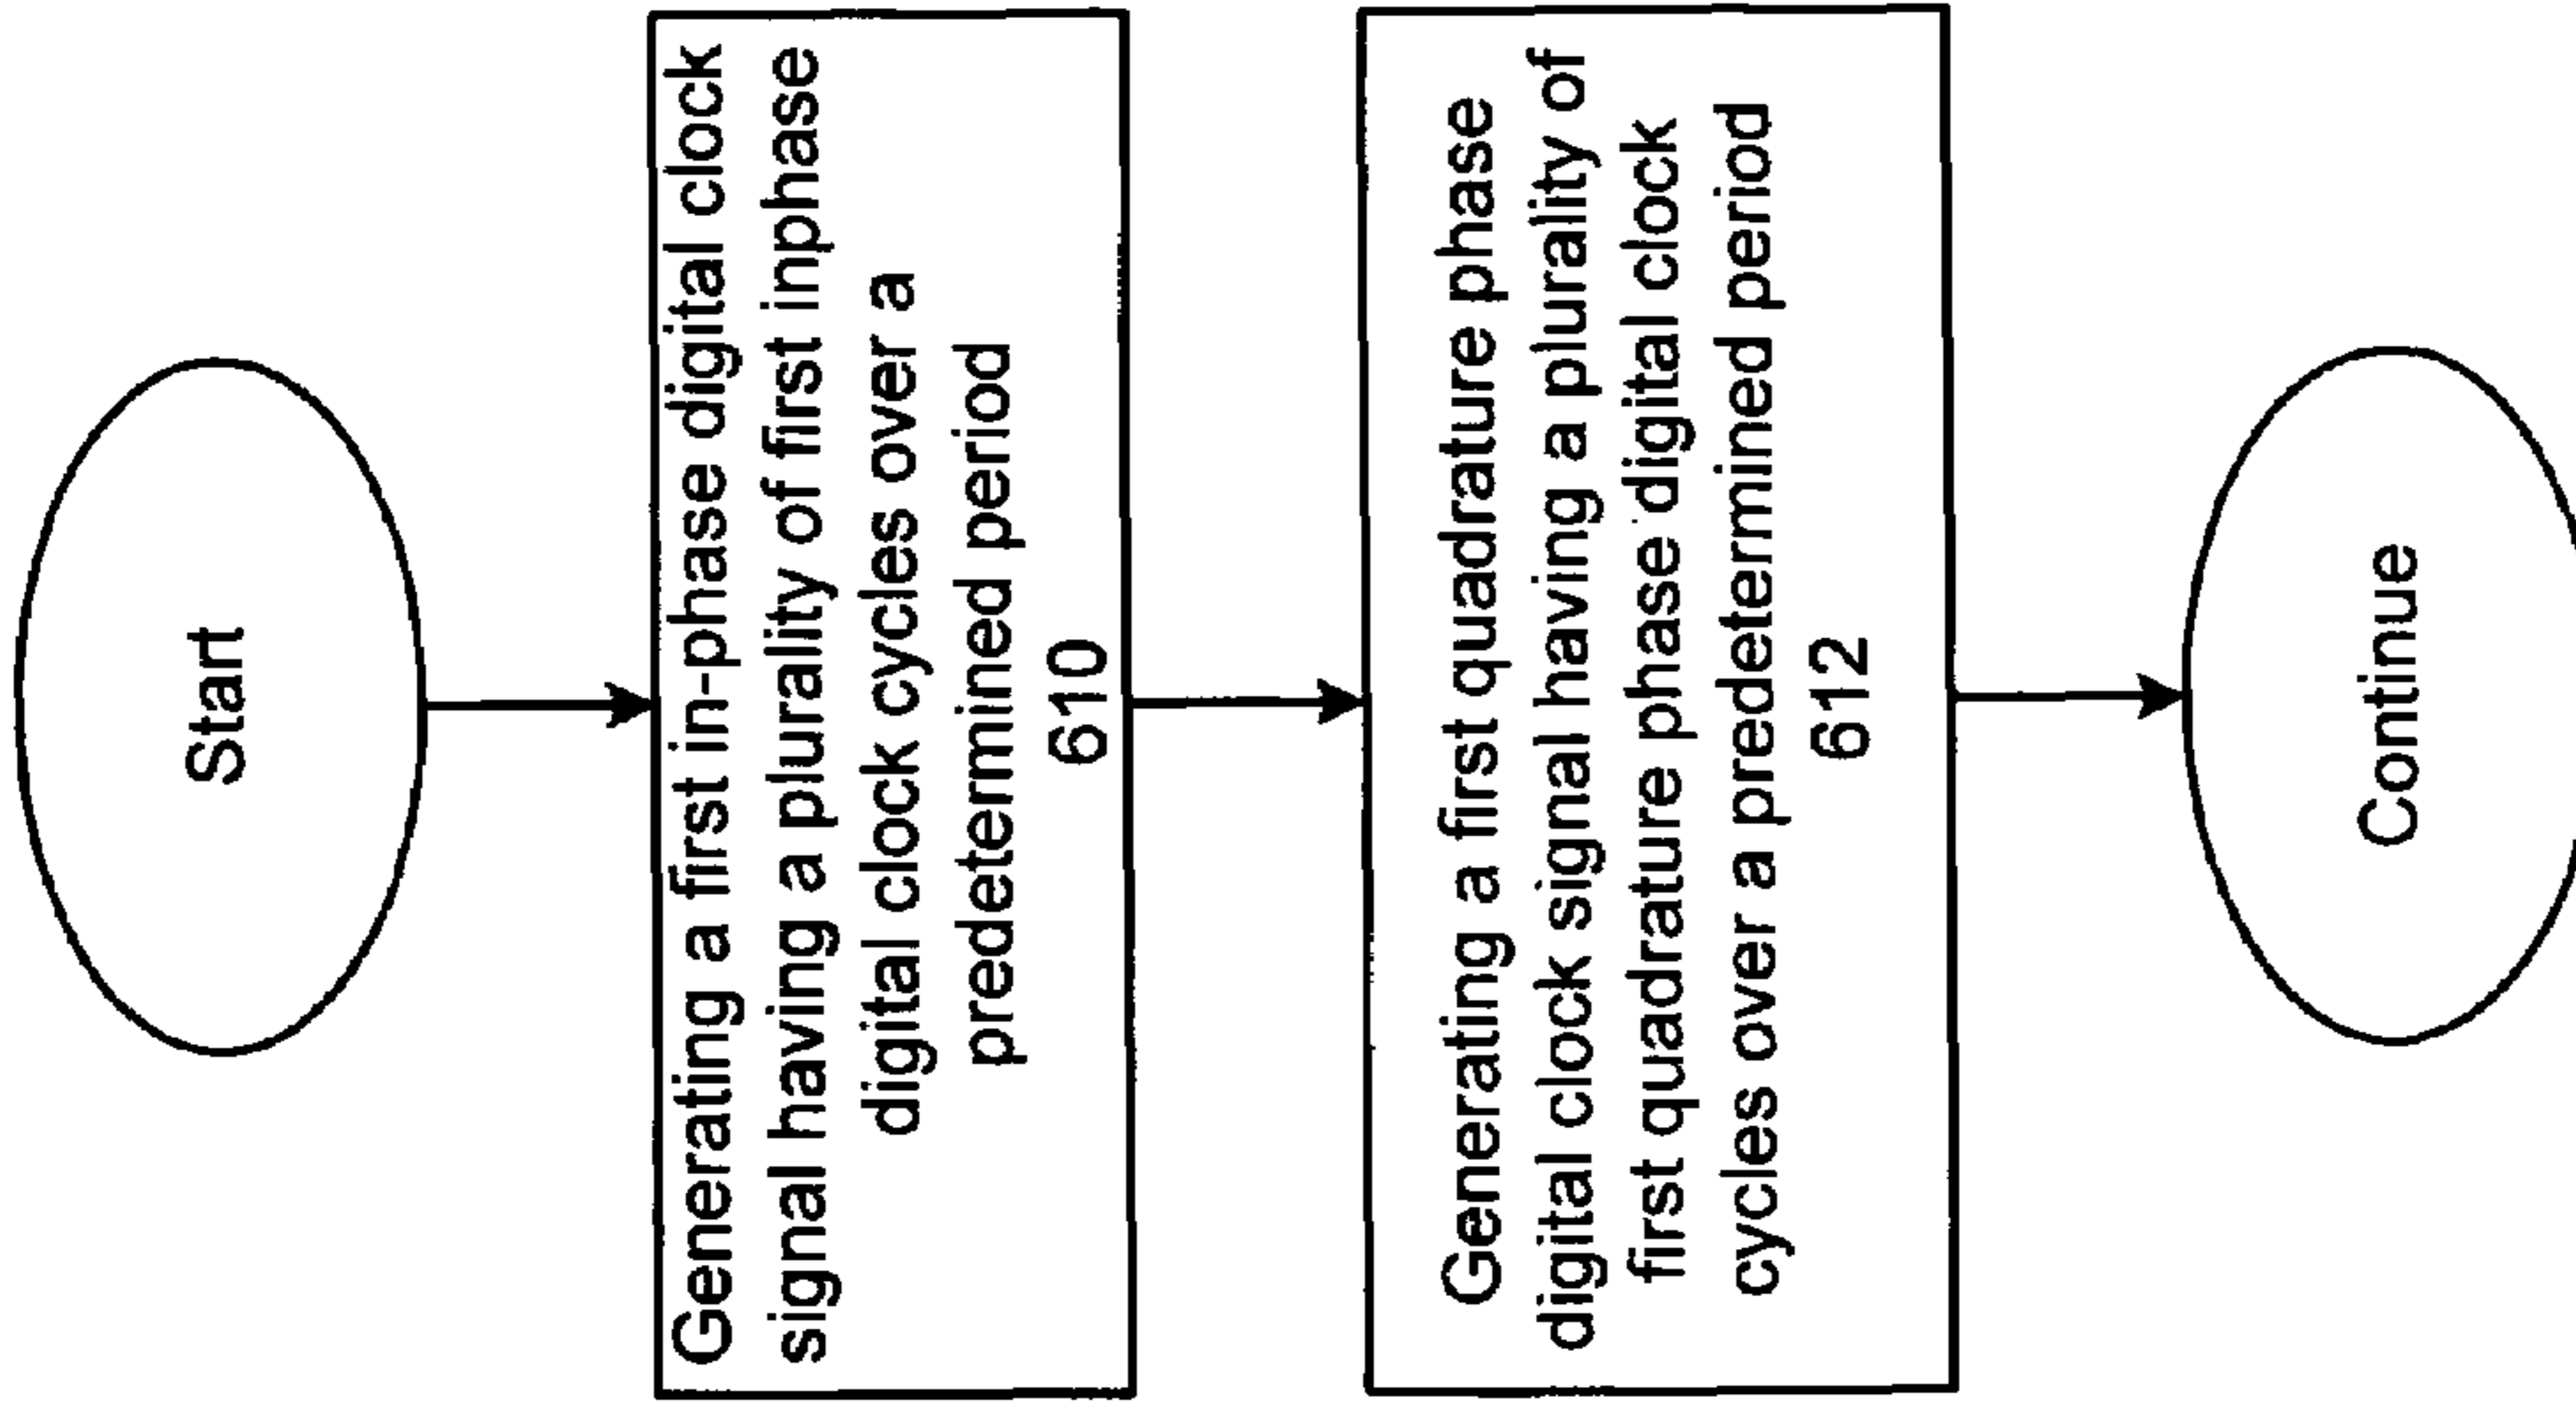 Start
Generating a first in-phase digital clock
signal having a plurality of first inphase
digital clock cycles over a
predetermined period
610
Generating a first quadrature phase
digital clock signal having a plurality of
first quadrature phase digital clock
cycles over a predetermined period
612
Continue